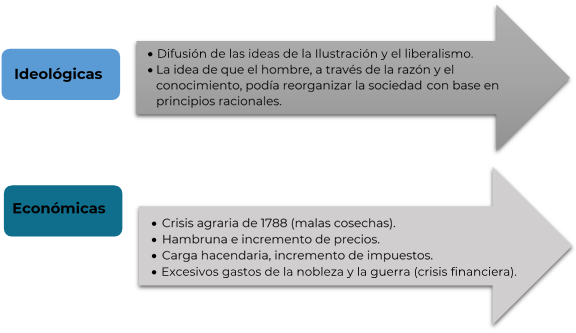 Ideológicas
• Difusión de las ideas de la Ilustración y el liberalismo.
• La idea de que el hombre, a través de la razón y el
conocimiento, podía reorganizar la sociedad con base en
principios racionales.
Económicas
• Crisis agraria de 1788 (malas cosechas).
• Hambruna e incremento de precios.
• Carga hacendaria, incremento de impuestos.
• Excesivos gastos de la nobleza y la guerra (crisis financiera).